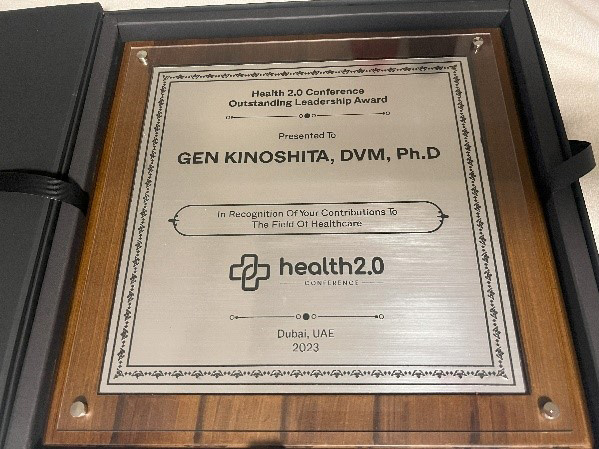 Health 2.0 Conference
Outstanding Leadership Award
Presented To
GEN KINOSHITA, DVM, Ph.D
In Recognition Of Your Contributions To
The Field Of Healthcare
health2.0
CONFERENCE
Dubai, UAE
2023